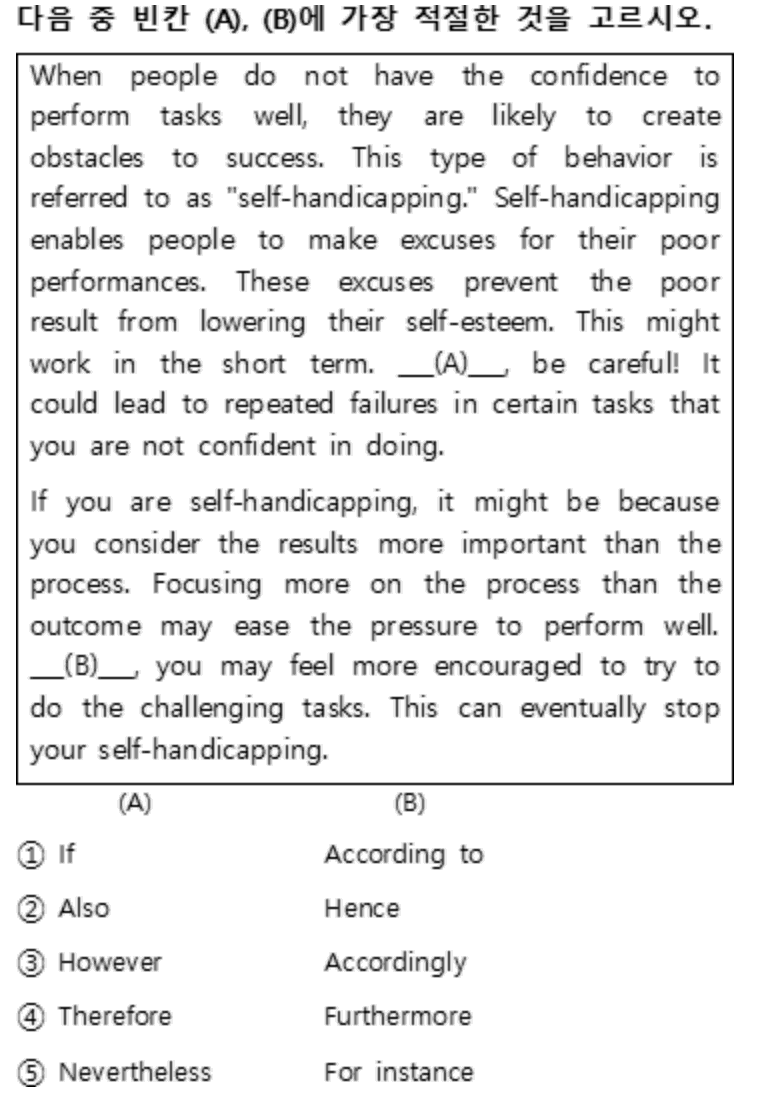 다음 중 빈칸 (A), (B)에 가장 적절한 것을 고르시오.
When people do not have the confidence to
perform tasks well, they are likely to create
obstacles to success. This type of behavior is
referred to as "self-handicapping." Self-handicapping
enables people to make excuses for their poor
performances. These excuses prevent the poor
result from lowering their self-esteem. This might
work in the short term. __(A)__, be careful! It
could lead to repeated failures in certain tasks that
you are not confident in doing.
If you are self-handicapping, it might be because
you consider the results more important than the
process. Focusing more on the process than the
outcome may ease the pressure to perform well.
__(B)__, you may feel more encouraged to try to
do the challenging tasks. This can eventually stop
your self-handicapping.
(A) (B)
① If According to
② Also Hence
③ However Accordingly
④ Therefore Furthermore
⑤ Nevertheless For instance